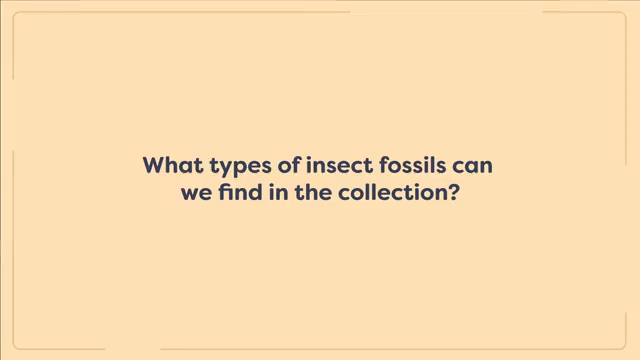 What types of insect fossils can
we find in the collection?